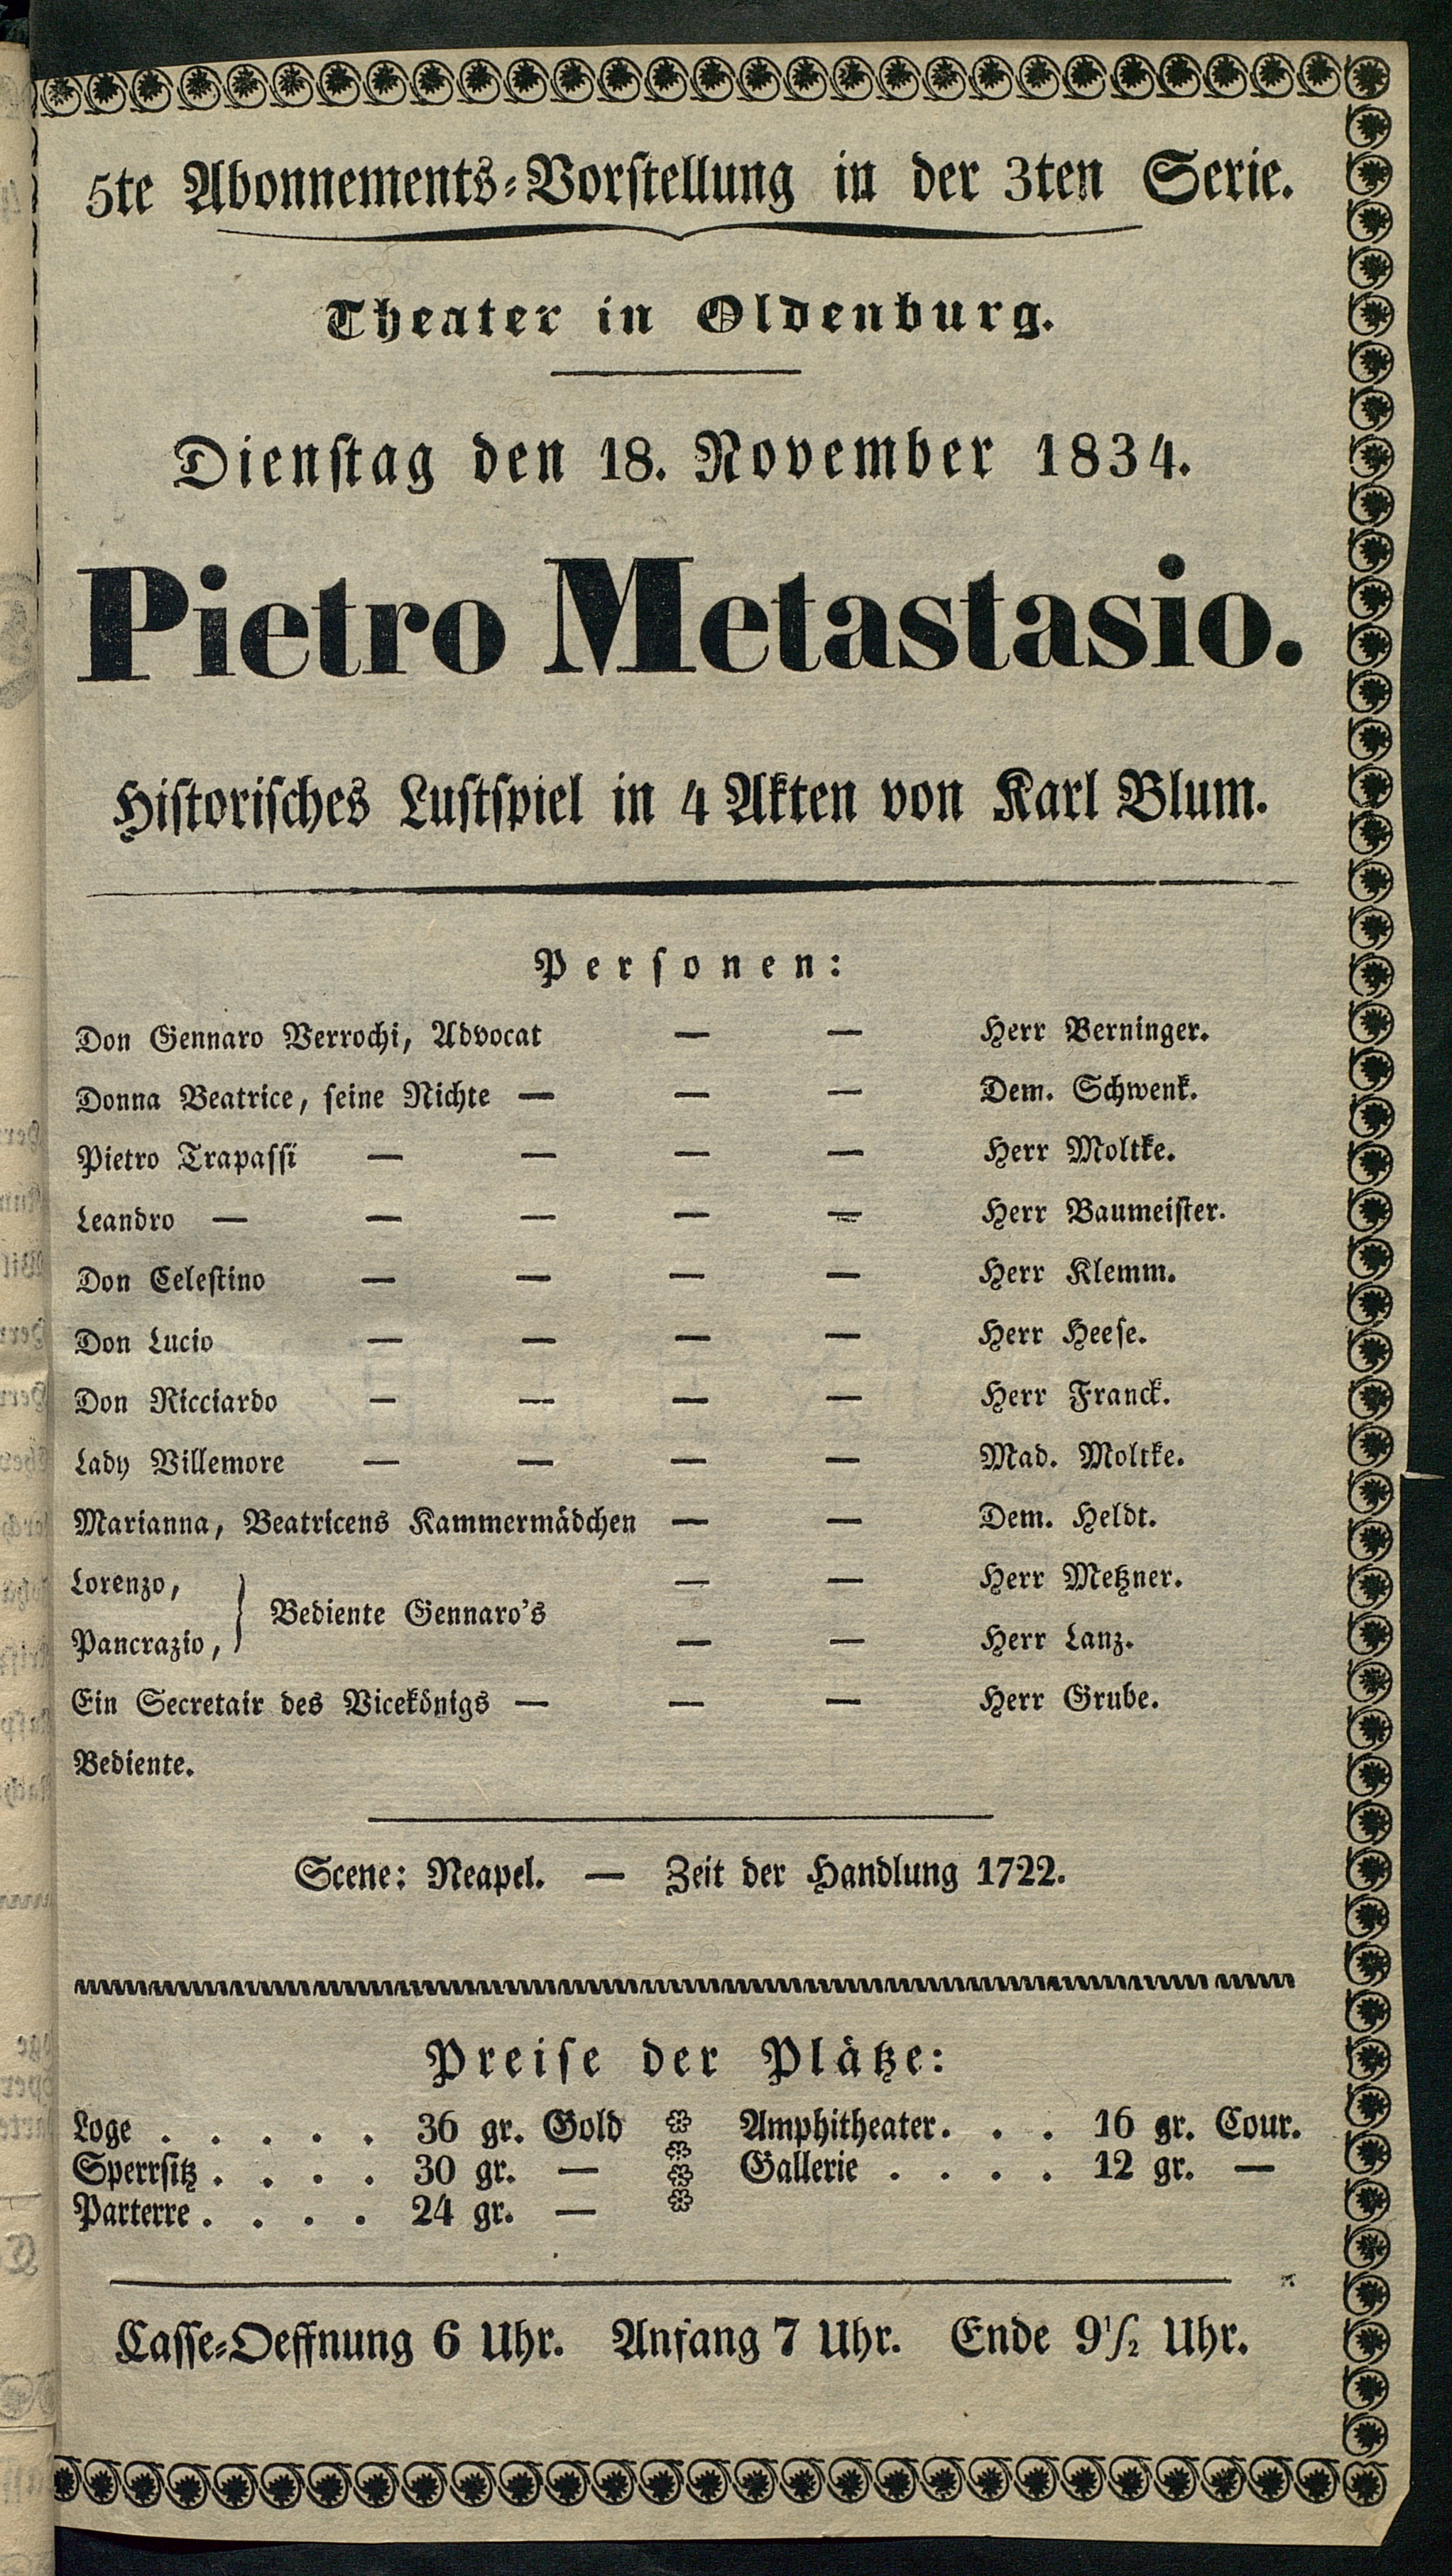 5te Abonnements-Vorstellung in der 3ten Serie.
Theater in Oldenburg.
Dienstag den 18. November 1834.
Pietro Metastasio.
Historisches Lustspiel in 4 Akten von Karl Blum.
Personen:
Don Gennaro Verrochi, Advocat — — Herr Berninger.
Donna Beatrice, seine Nichte — — — Dem. Schwenk.
Pietro Trapassi — — — — Herr Moltke.
Leandro — — — — — Herr Baumeister.
Don Celestino — — — — Herr Klemm.
Don Lucio — — — — Herr Heese.
Don Ricciardo — — — — Herr Franck.
Lady Villemore — — — — Mad. Moltke.
Marianna, Beatricens Kammermädchen — — Dem. Heldt.
Lorenzo, — — Herr Metzner.
} Bediente Gennaro's
Pancrazio, — — Herr Lanz.
Ein Secretair des Vicekönigs — — — Herr Grube.
Bediente.
Scene: Neapel. — Zeit der Handlung 1722.
Preise der Plätze:
Loge . . . . . 36 gr. Gold Amphitheater. . . 16 gr. Cour.
Sperrsitz . . . . 30 gr. — Gallerie . . . . 12 gr. —
Parterre . . . . 24 gr. —
Casse-Oeffnung 6 Uhr. Anfang 7 Uhr. Ende 9½ Uhr.